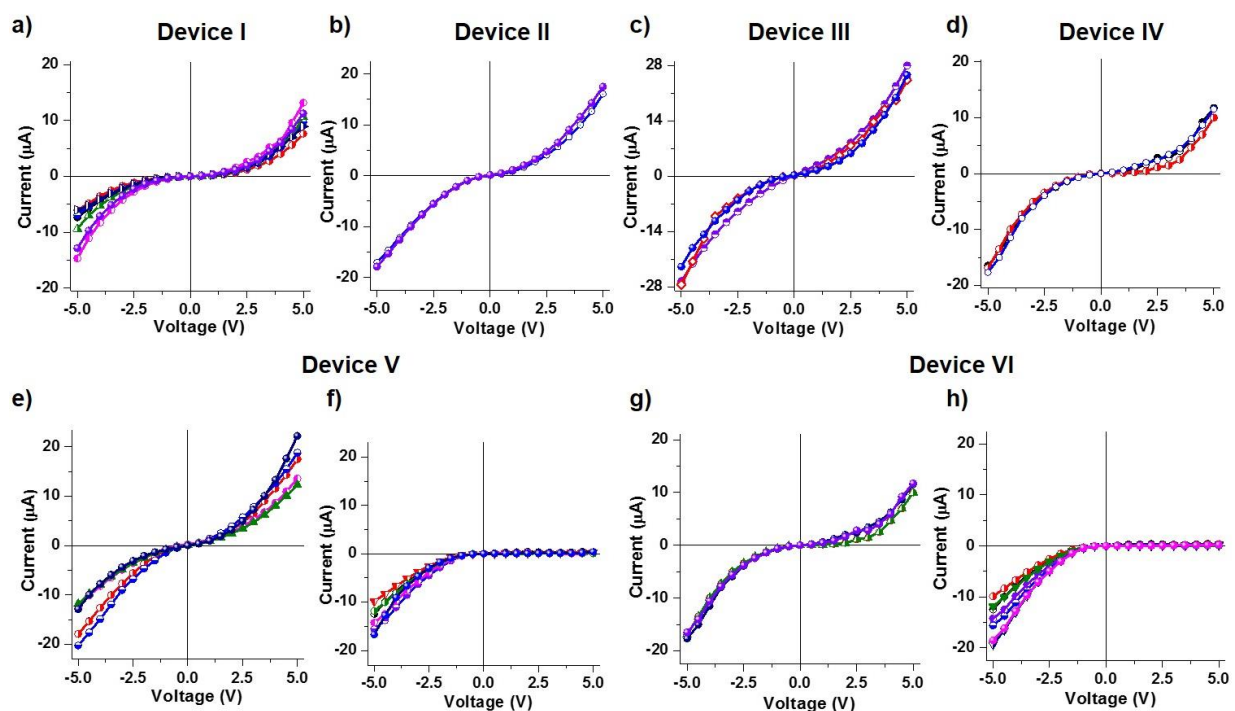 a) Device I b) Device II c) Device III d) Device IV
Current (μA)
20
10
0
-10
-20
-5.0 -2.5 0.0 2.5 5.0
Voltage (V)
Current (μA)
20
10
0
-10
-20
-5.0 -2.5 0.0 2.5 5.0
Voltage (V)
Current (μA)
28
14
0
-14
-28
-5.0 -2.5 0.0 2.5 5.0
Voltage (V)
Current (μA)
20
10
0
-10
-20
-5.0 -2.5 0.0 2.5 5.0
Voltage (V)
Device V Device VI
e) f) g) h)
Current (μA)
20
10
0
-10
-20
-5.0 -2.5 0.0 2.5 5.0
Voltage (V)
Current (μA)
20
10
0
-10
-20
-5.0 -2.5 0.0 2.5 5.0
Voltage (V)
Current (μA)
20
10
0
-10
-20
-5.0 -2.5 0.0 2.5 5.0
Voltage (V)
Current (μA)
20
10
0
-10
-20
-5.0 -2.5 0.0 2.5 5.0
Voltage (V)